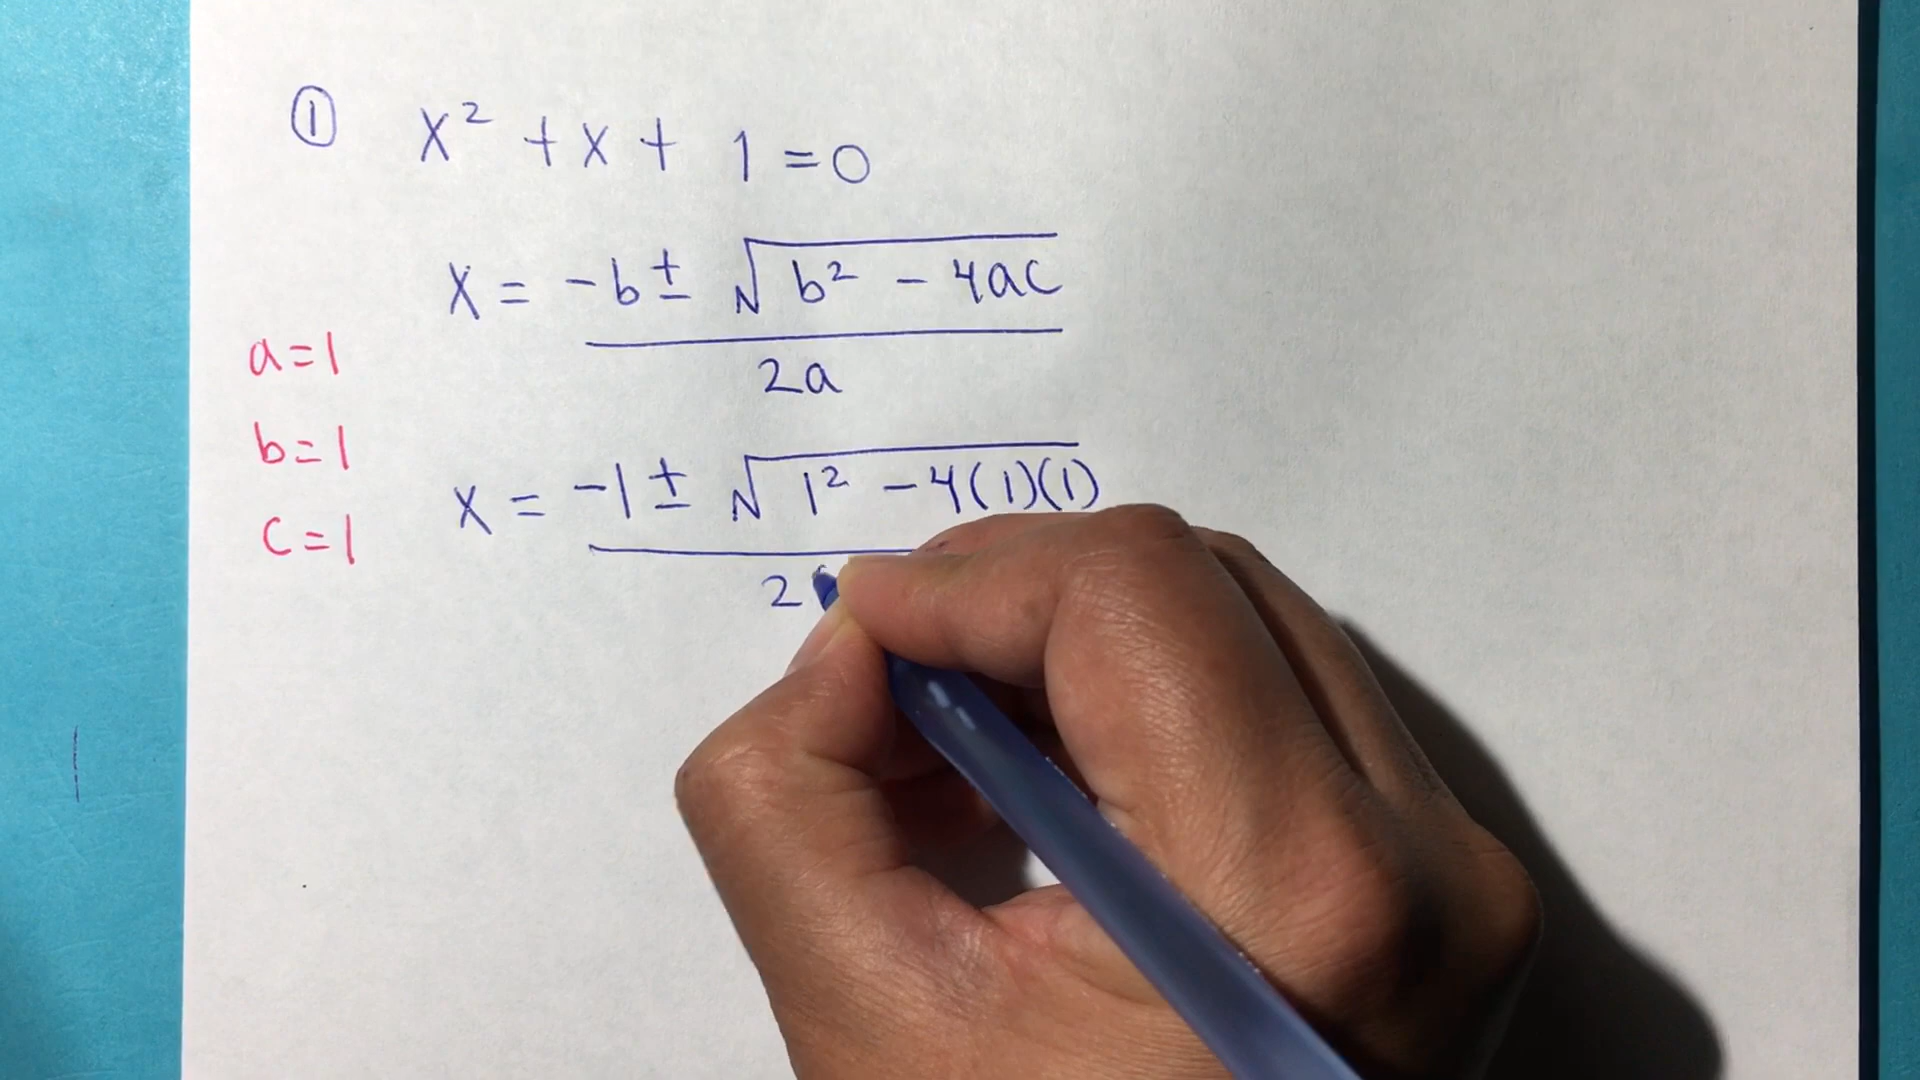 ① x² + x + 1 = 0
x = -b ± √b² - 4ac
2a
a = 1
b = 1
c = 1
x = -1 ± √1² - 4(1)(1)
2(